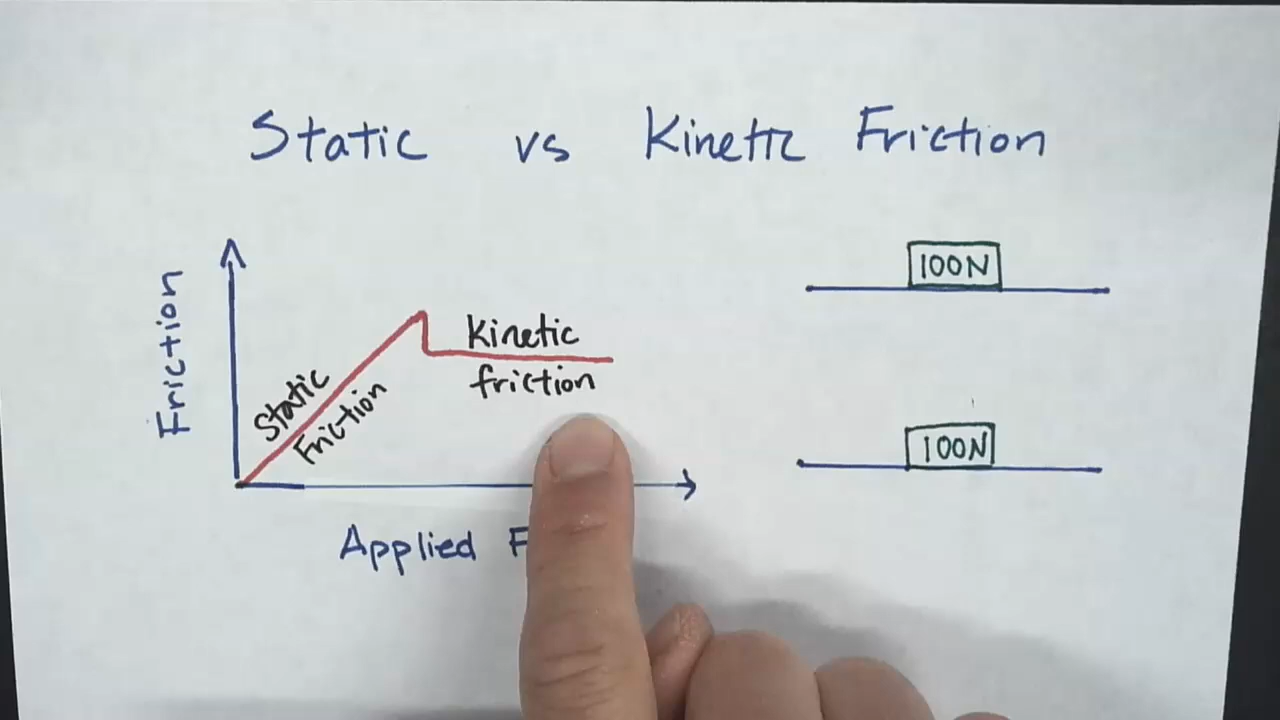 Static vs Kinetic Friction
Friction
Static
Friction
Kinetic
friction
Applied F
100N
100N